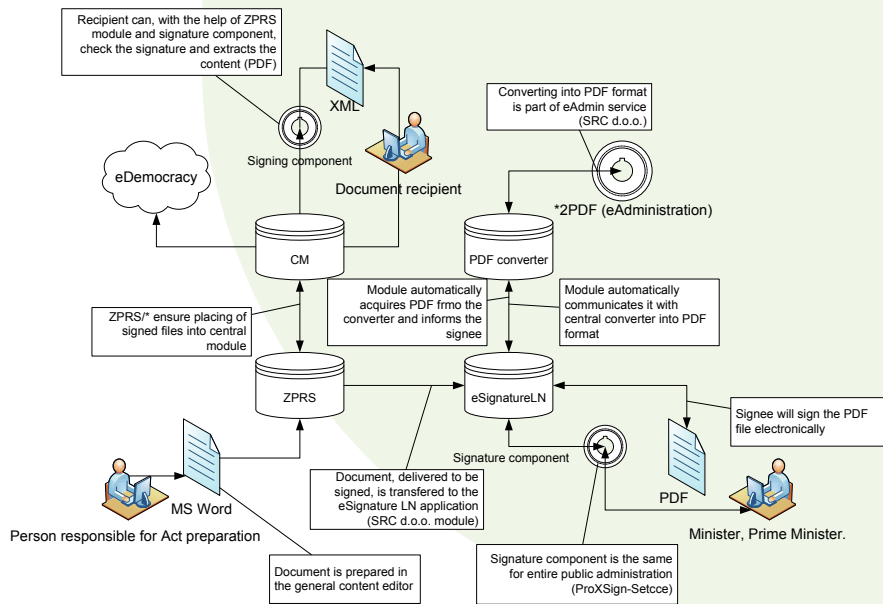 Recipient can, with the help of ZPRS
module and signature component,
check the signature and extracts the
content (PDF)
XML
Converting into PDF format
is part of eAdmin service
(SRC d.o.o.)
Signing component
eDemocracy
Document recipient
*2PDF (eAdministration)
CM
PDF converter
Module automatically
acquires PDF frmo the
converter and informs the
signee
Module automatically
communicates it with
central converter into PDF
format
ZPRS/* ensure placing of
signed files into central
module
ZPRS
eSignatureLN
Signee will sign the PDF
file electronically
Signature component
MS Word
Document, delivered to be
signed, is transfered to the
eSignature LN application
(SRC d.o.o. module)
PDF
Person responsible for Act preparation
Minister, Prime Minister.
Document is prepared in
the general content editor
Signature component is the same
for entire public administration
(ProXSign-Setcce)